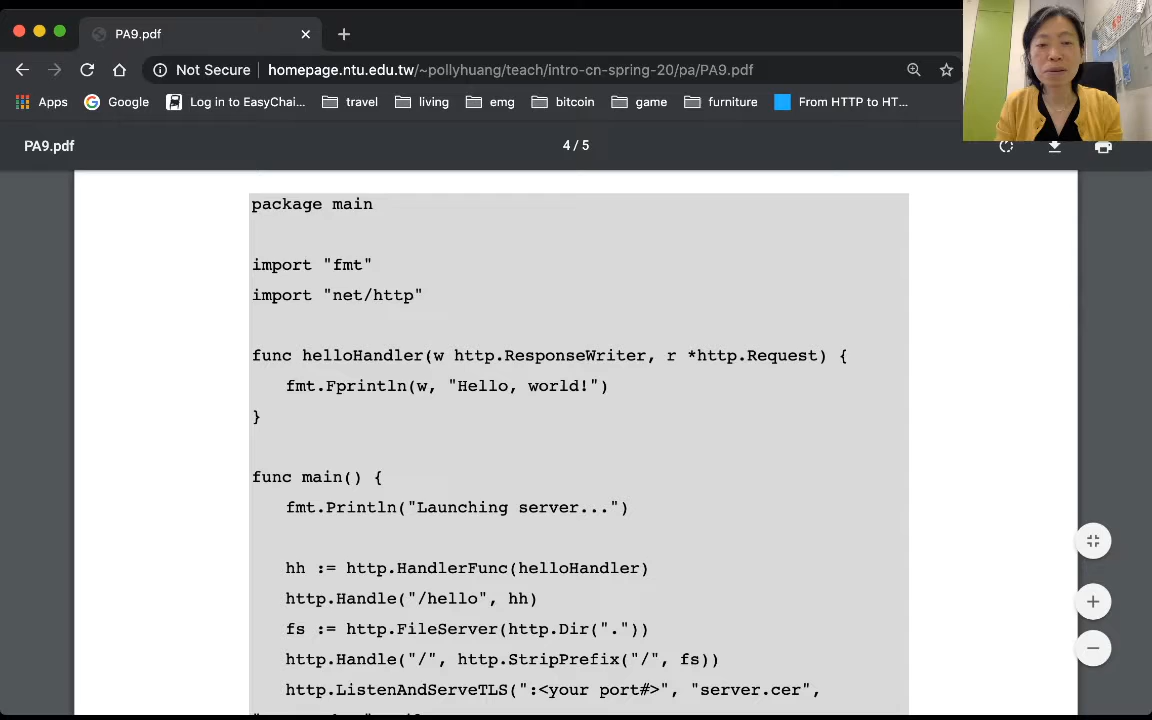 PA9.pdf
Not Secure homepage.ntu.edu.tw/~pollyhuang/teach/intro-cn-spring-20/pa/PA9.pdf
Apps Google Log in to EasyChai... travel living emg bitcoin game furniture From HTTP to HT...
PA9.pdf 4 / 5
package main
import "fmt"
import "net/http"
func helloHandler(w http.ResponseWriter, r *http.Request) {
fmt.Fprintln(w, "Hello, world!")
}
func main() {
fmt.Println("Launching server...")
hh := http.HandlerFunc(helloHandler)
http.Handle("/hello", hh)
fs := http.FileServer(http.Dir("."))
http.Handle("/", http.StripPrefix("/", fs))
http.ListenAndServeTLS(":<your port#>", "server.cer",